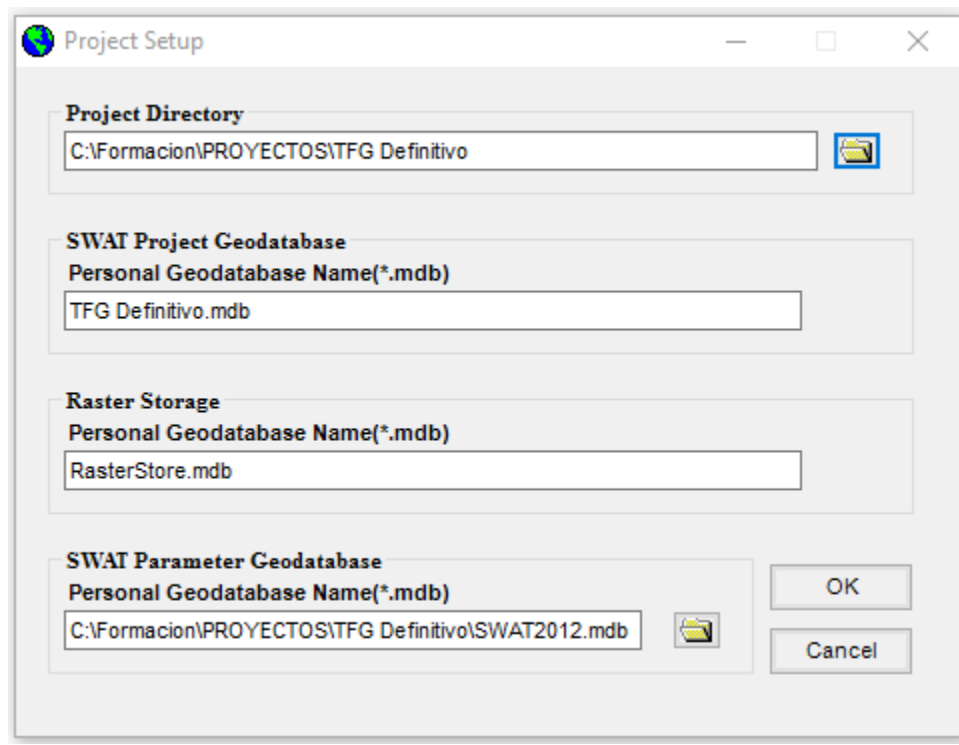 Project Setup
Project Directory
C:\Formacion\PROYECTOS\TFG Definitivo
SWAT Project Geodatabase
Personal Geodatabase Name(*.mdb)
TFG Definitivo.mdb
Raster Storage
Personal Geodatabase Name(*.mdb)
RasterStore.mdb
SWAT Parameter Geodatabase
Personal Geodatabase Name(*.mdb)
C:\Formacion\PROYECTOS\TFG Definitivo\SWAT2012.mdb
OK
Cancel